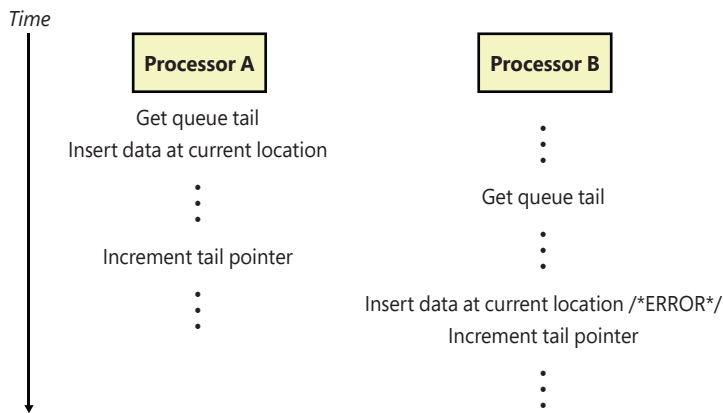 Time
Processor A
Processor B
Get queue tail
Insert data at current location
Get queue tail
Increment tail pointer
Insert data at current location /*ERROR*/
Increment tail pointer